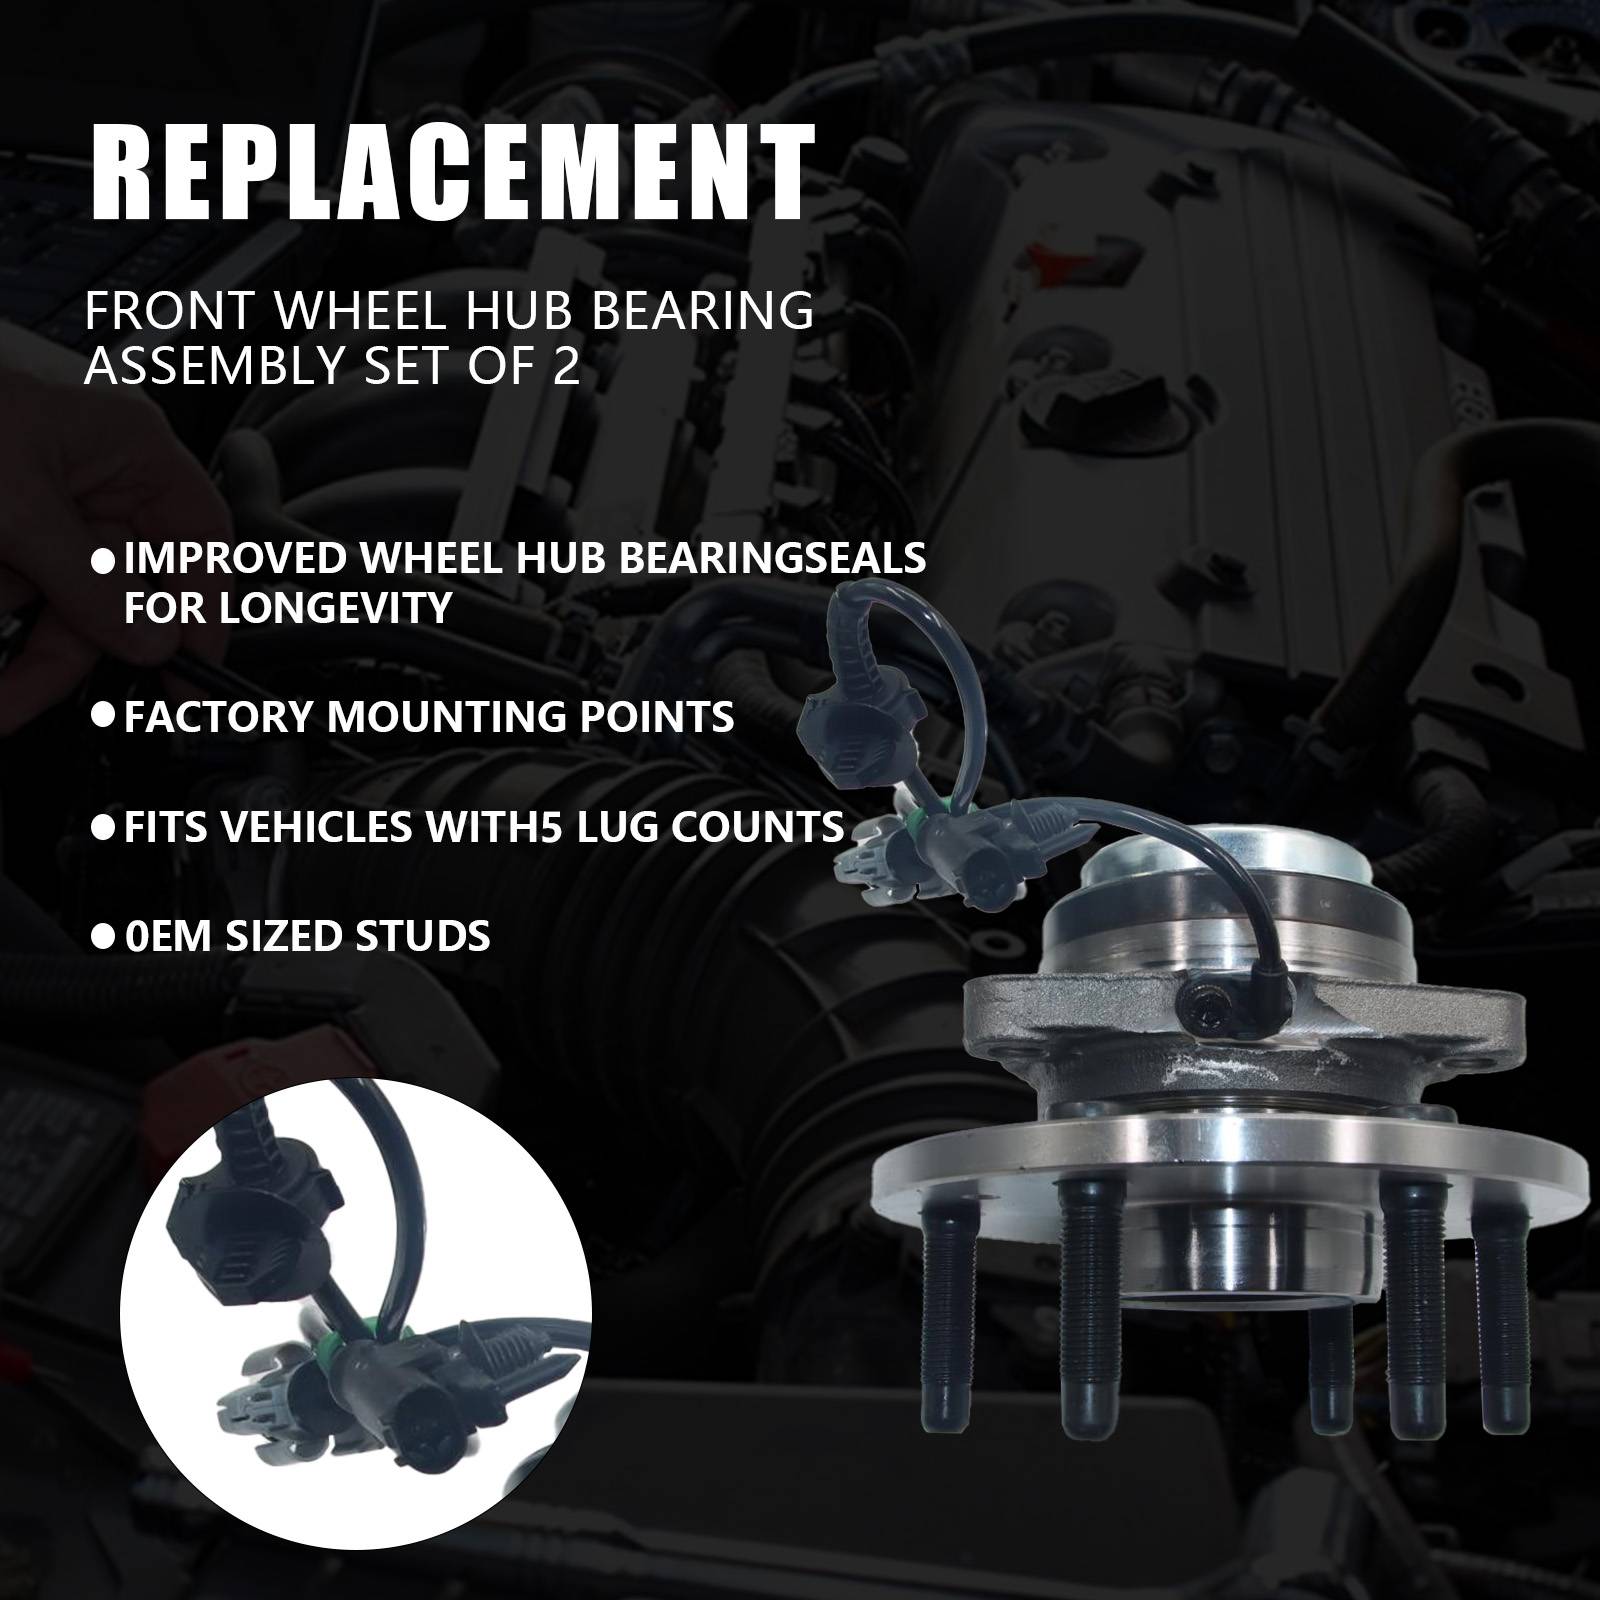 REPLACEMENT
FRONT WHEEL HUB BEARING
ASSEMBLY SET OF 2
IMPROVED WHEEL HUB BEARINGSEALS
FOR LONGEVITY
FACTORY MOUNTING POINTS
FITS VEHICLES WITH5 LUG COUNTS
0EM SIZED STUDS